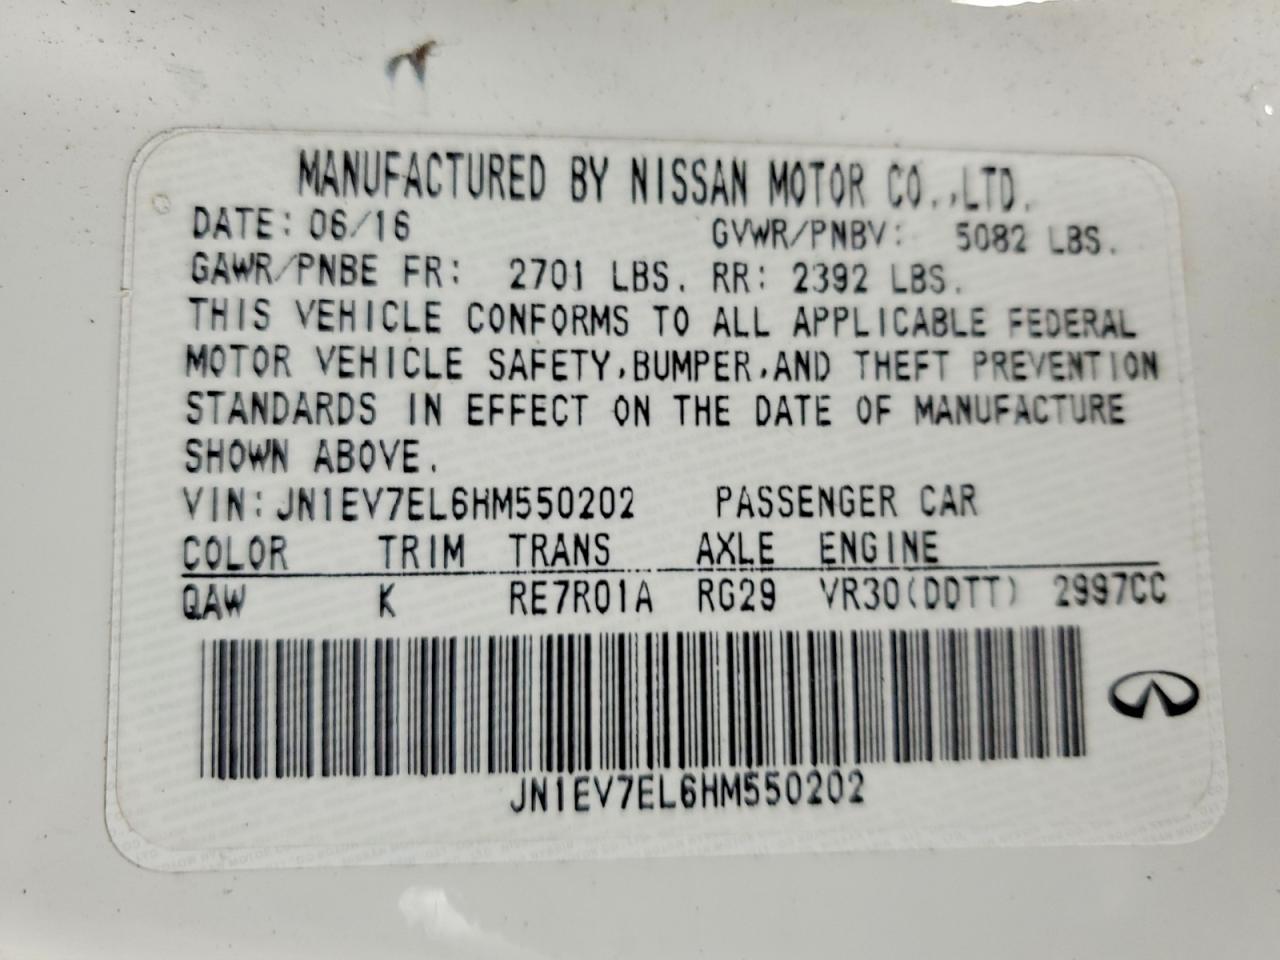 MANUFACTURED BY NISSAN MOTOR CO.,LTD.
DATE: 06/16 GVWR/PNBV: 5082 LBS.
GAWR/PNBE FR: 2701 LBS. RR: 2392 LBS.
THIS VEHICLE CONFORMS TO ALL APPLICABLE FEDERAL
MOTOR VEHICLE SAFETY,BUMPER,AND THEFT PREVENTION
STANDARDS IN EFFECT ON THE DATE OF MANUFACTURE
SHOWN ABOVE.
VIN:JN1EV7EL6HM550202 PASSENGER CAR
COLOR TRIM TRANS AXLE ENGINE
QAW K RE7R01A RG29 VR30(DDTT) 2997CC
JN1EV7EL6HM550202